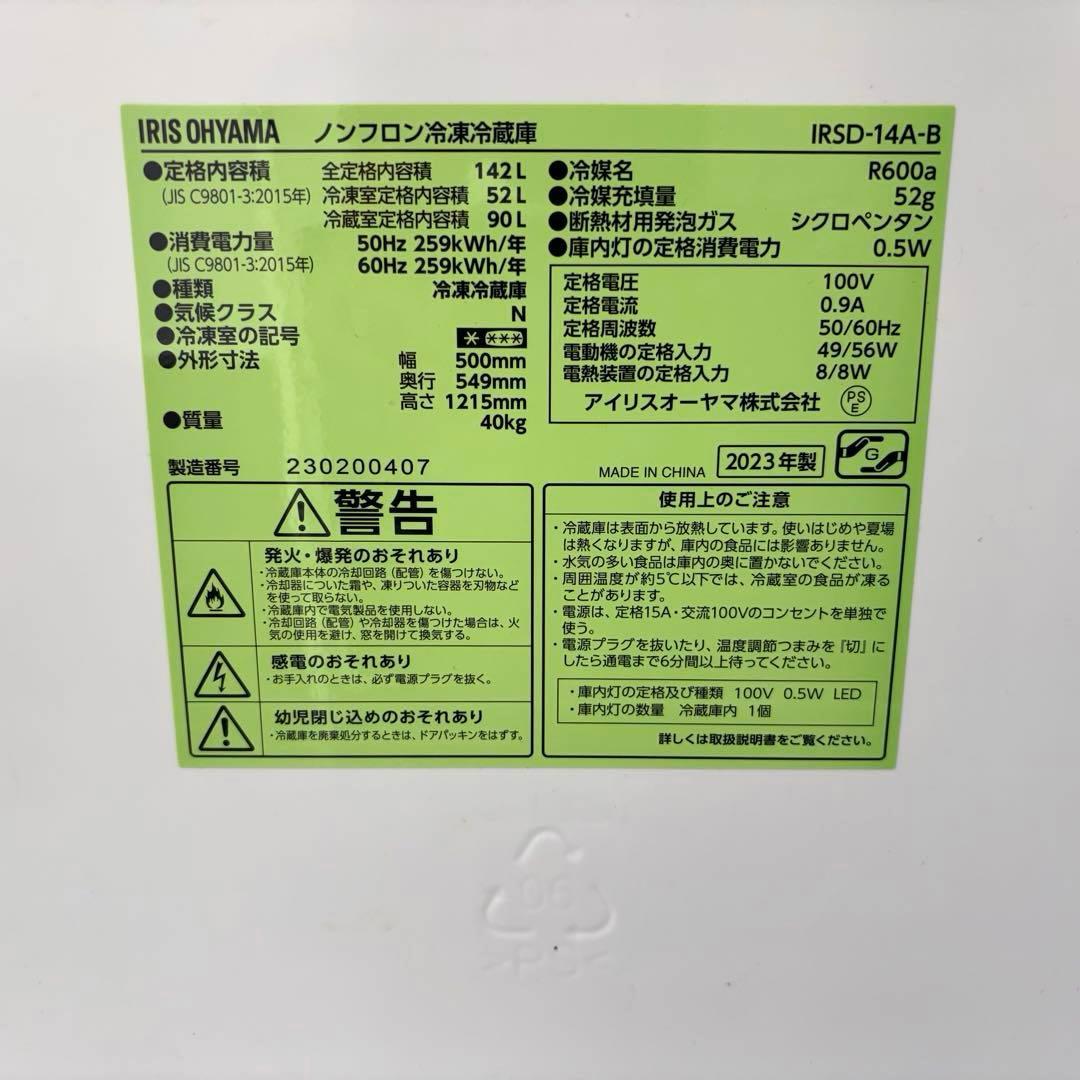 IRIS OHYAMA ノンフロン冷凍冷蔵庫 IRSD-14A-B
●定格内容積 全定格内容積 142L
(JIS C9801-3:2015年) 冷凍室定格内容積 52L
冷蔵室定格内容積 90L
●消費電力量 50Hz 259kWh/年
(JIS C9801-3:2015年) 60Hz 259kWh/年
●種類 冷凍冷蔵庫
●気候クラス N
●冷凍室の記号
●外形寸法 幅 500mm
奥行 549mm
高さ 1215mm
●質量 40kg
製造番号 230200407
●冷媒名 R600a
●冷媒充填量 52g
●断熱材用発泡ガス シクロペンタン
●庫内灯の定格消費電力 0.5W
定格電圧 100V
定格電流 0.9A
定格周波数 50/60Hz
電動機の定格入力 49/56W
電熱装置の定格入力 8/8W
アイリスオーヤマ株式会社 PSE
MADE IN CHINA 2023年製 G
警告
発火・爆発のおそれあり
・冷蔵庫本体の冷却回路（配管）を傷つけない。
・冷却器についた霜や、凍りついた容器を刃物など
を使って取らない。
・冷蔵庫内で電気製品を使用しない。
・冷却回路（配管）や冷却器を傷つけた場合は、火
気の使用を避け、窓を開けて換気する。
感電のおそれあり
・お手入れのときは、必ず電源プラグを抜く。
幼児閉じ込めのおそれあり
・冷蔵庫を廃棄処分するときは、ドアパッキンをはずす。
使用上のご注意
・冷蔵庫は表面から放熱しています。使いはじめや夏場
は熱くなりますが、庫内の食品には影響ありません。
・水気の多い食品は庫内の奥に置かないでください。
・周囲温度が約5℃以下では、冷蔵室の食品が凍るこ
とがあります。
・電源は、定格15A・交流100Vのコンセントを単独で
使う。
・電源プラグを抜いたり、温度調節つまみを『切』に
したら通電まで6分間以上待ってください。
・庫内灯の定格及び種類 100V 0.5W LED
・庫内灯の数量 冷蔵庫内 1個
詳しくは取扱説明書をご覧ください。
06
>PS<